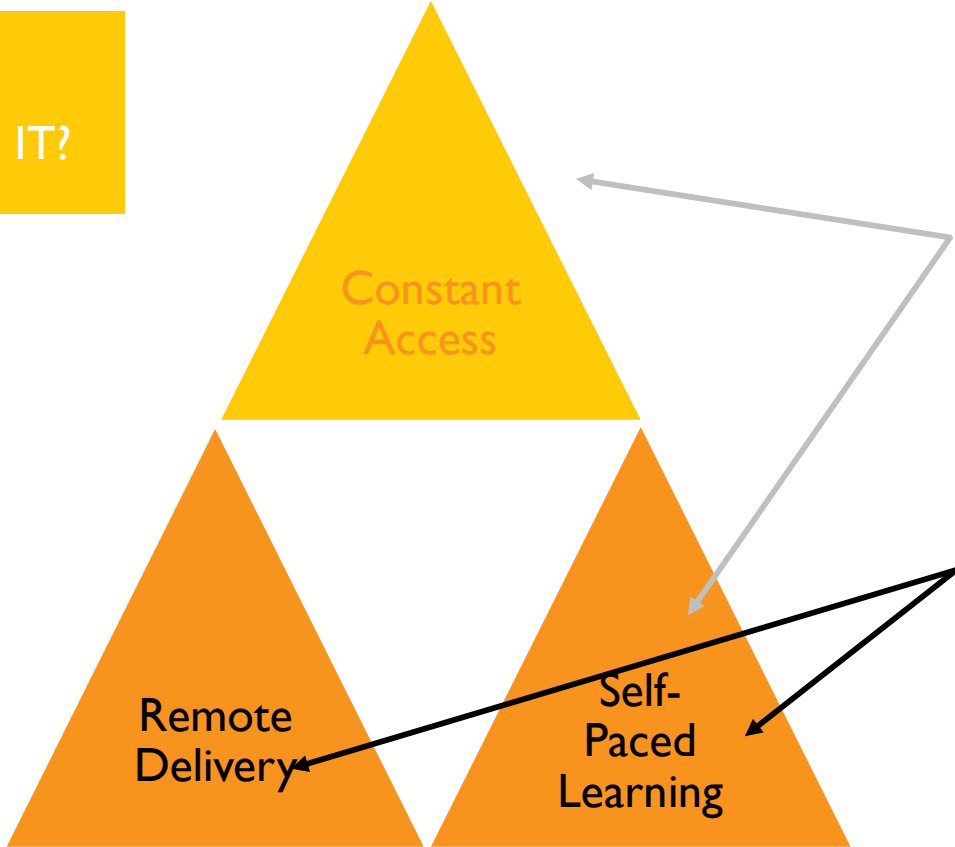 IT?
Constant
Access
Remote
Delivery
Self-
Paced
Learning